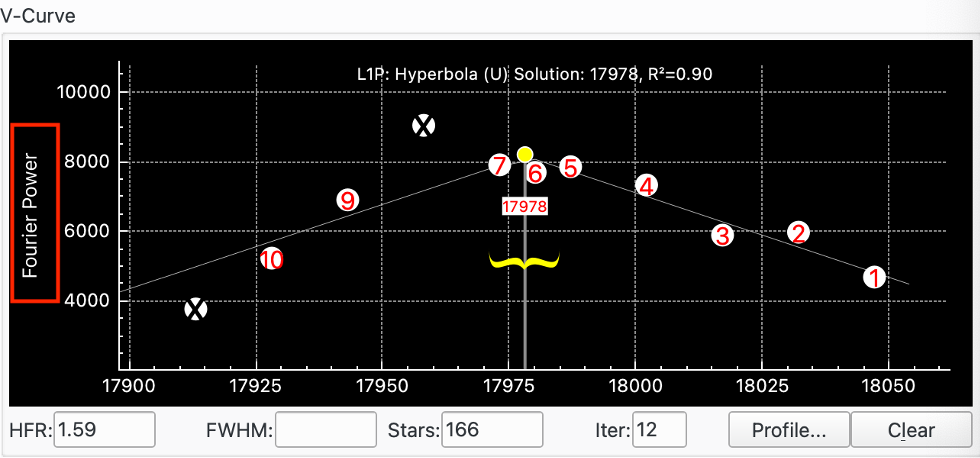 V-Curve
L1P: Hyperbola (U) Solution: 17978, R²=0.90
Fourier Power
10000
8000
6000
4000
X
7
6
5
4
9
17978
3
2
10
1
X
17900 17925 17950 17975 18000 18025 18050
HFR: 1.59 FWHM: Stars: 166 Iter: 12 Profile... Clear